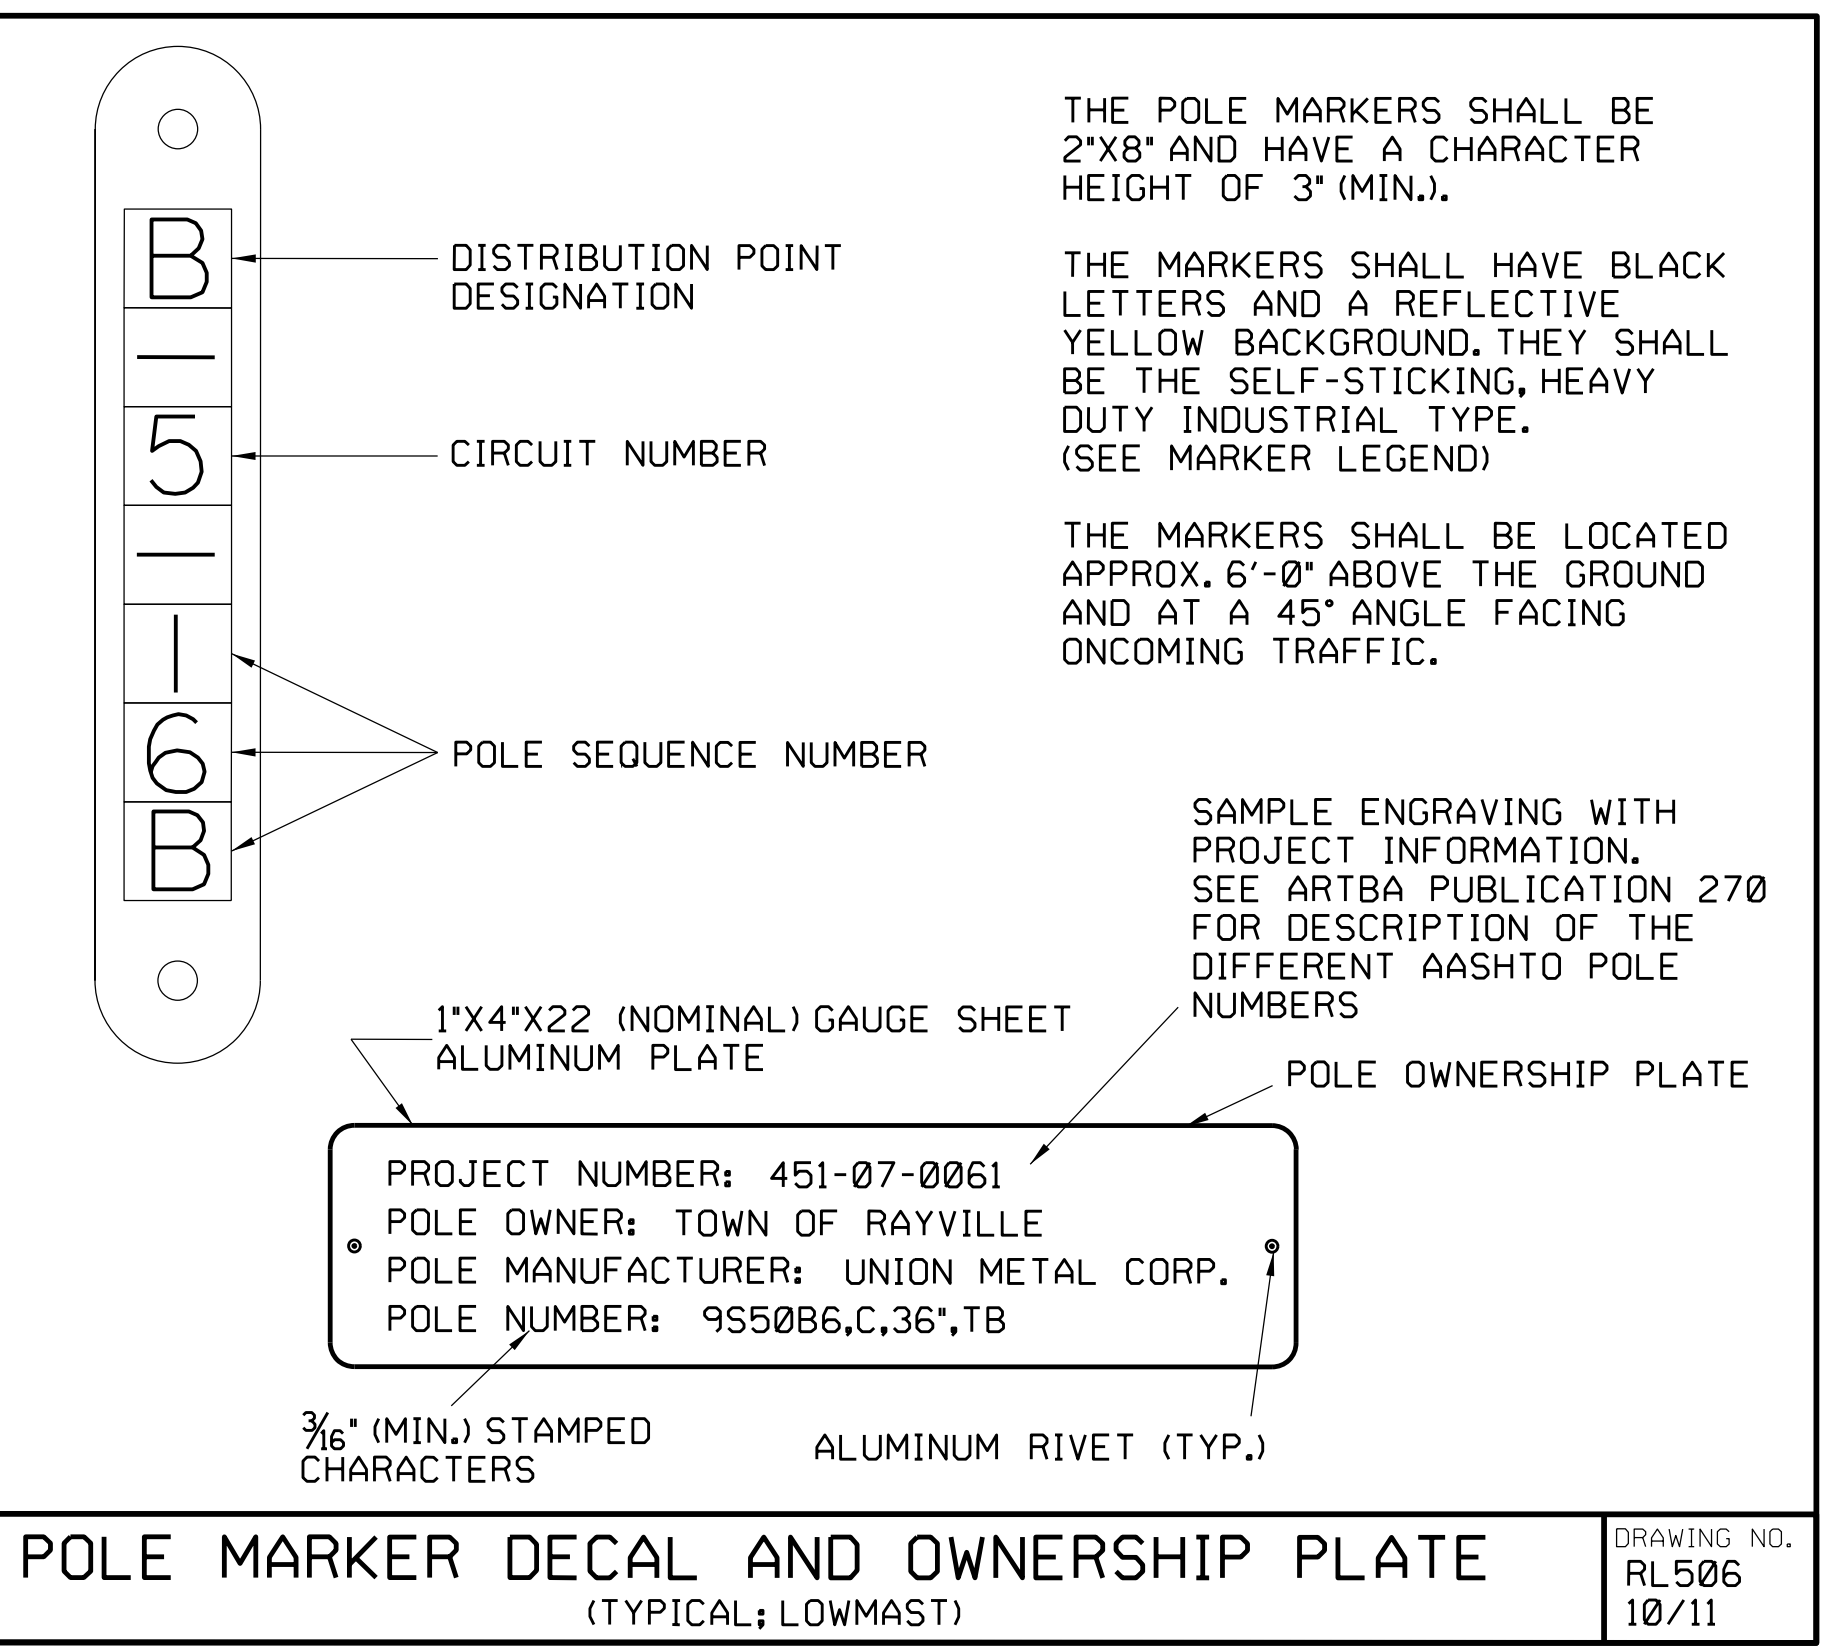 B
—
5
—
1
6
B
DISTRIBUTION POINT
DESIGNATION
CIRCUIT NUMBER
POLE SEQUENCE NUMBER
THE POLE MARKERS SHALL BE
2"X8" AND HAVE A CHARACTER
HEIGHT OF 3" (MIN.).
THE MARKERS SHALL HAVE BLACK
LETTERS AND A REFLECTIVE
YELLOW BACKGROUND. THEY SHALL
BE THE SELF-STICKING, HEAVY
DUTY INDUSTRIAL TYPE.
(SEE MARKER LEGEND)
THE MARKERS SHALL BE LOCATED
APPROX. 6'-0" ABOVE THE GROUND
AND AT A 45° ANGLE FACING
ONCOMING TRAFFIC.
SAMPLE ENGRAVING WITH
PROJECT INFORMATION.
SEE ARTBA PUBLICATION 270
FOR DESCRIPTION OF THE
DIFFERENT AASHTO POLE
NUMBERS
1"X4"X22 (NOMINAL) GAUGE SHEET
ALUMINUM PLATE
POLE OWNERSHIP PLATE
PROJECT NUMBER: 451-07-0061
POLE OWNER: TOWN OF RAYVILLE
POLE MANUFACTURER: UNION METAL CORP.
POLE NUMBER: 9S50B6,C,36",TB
3/16" (MIN.) STAMPED
CHARACTERS
ALUMINUM RIVET (TYP.)
POLE MARKER DECAL AND OWNERSHIP PLATE
(TYPICAL; LOWMAST)
DRAWING NO.
RL506
10/11